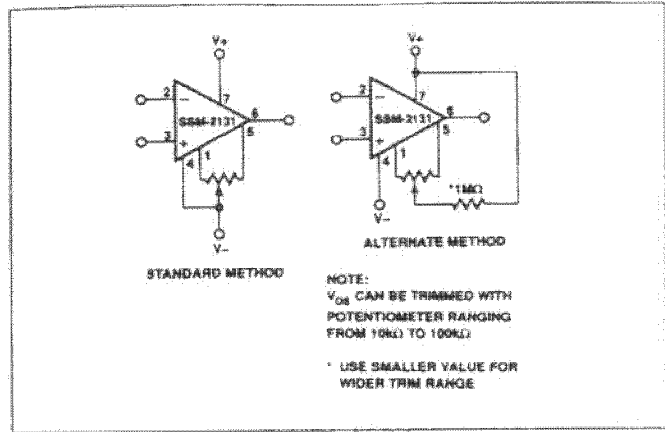 V+
V+
2
−
7
6
SSM-2131
3
+
5
4
1
V−
STANDARD METHOD
2
−
7
6
SSM-2131
3
+
5
4
1
*1MΩ
V−
ALTERNATE METHOD
NOTE:
VOS CAN BE TRIMMED WITH
POTENTIOMETER RANGING
FROM 10kΩ TO 100kΩ
* USE SMALLER VALUE FOR
WIDER TRIM RANGE